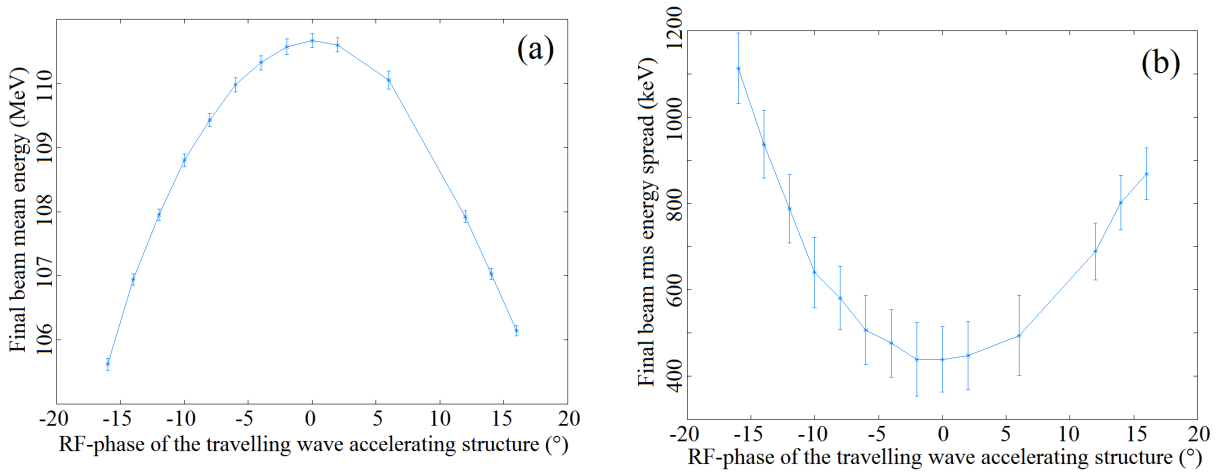 (a)
Final beam mean energy (MeV)
106 107 108 109 110
-20 -15 -10 -5 0 5 10 15 20
RF-phase of the travelling wave accelerating structure (°)
(b)
Final beam rms energy spread (keV)
400 600 800 1000 1200
-20 -15 -10 -5 0 5 10 15 20
RF-phase of the travelling wave accelerating structure (°)